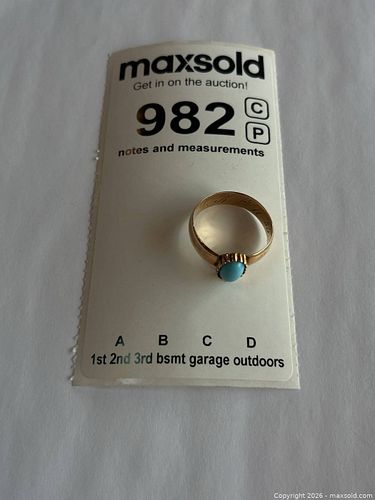 maxsold
Get in on the auction!
982 C
P
notes and measurements
A B C D
1st 2nd 3rd bsmt garage outdoors
Copyright 2026 - maxsold.com